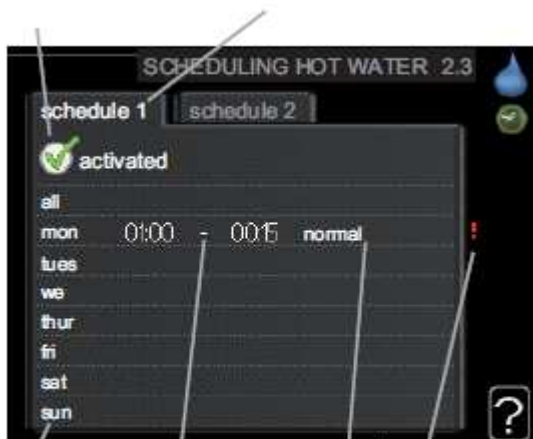 SCHEDULING HOT WATER 2.3
schedule 1 schedule 2
activated
all
mon 01:00 - 00:15 normal !
tues
we
thur
fri
sat
sun
?